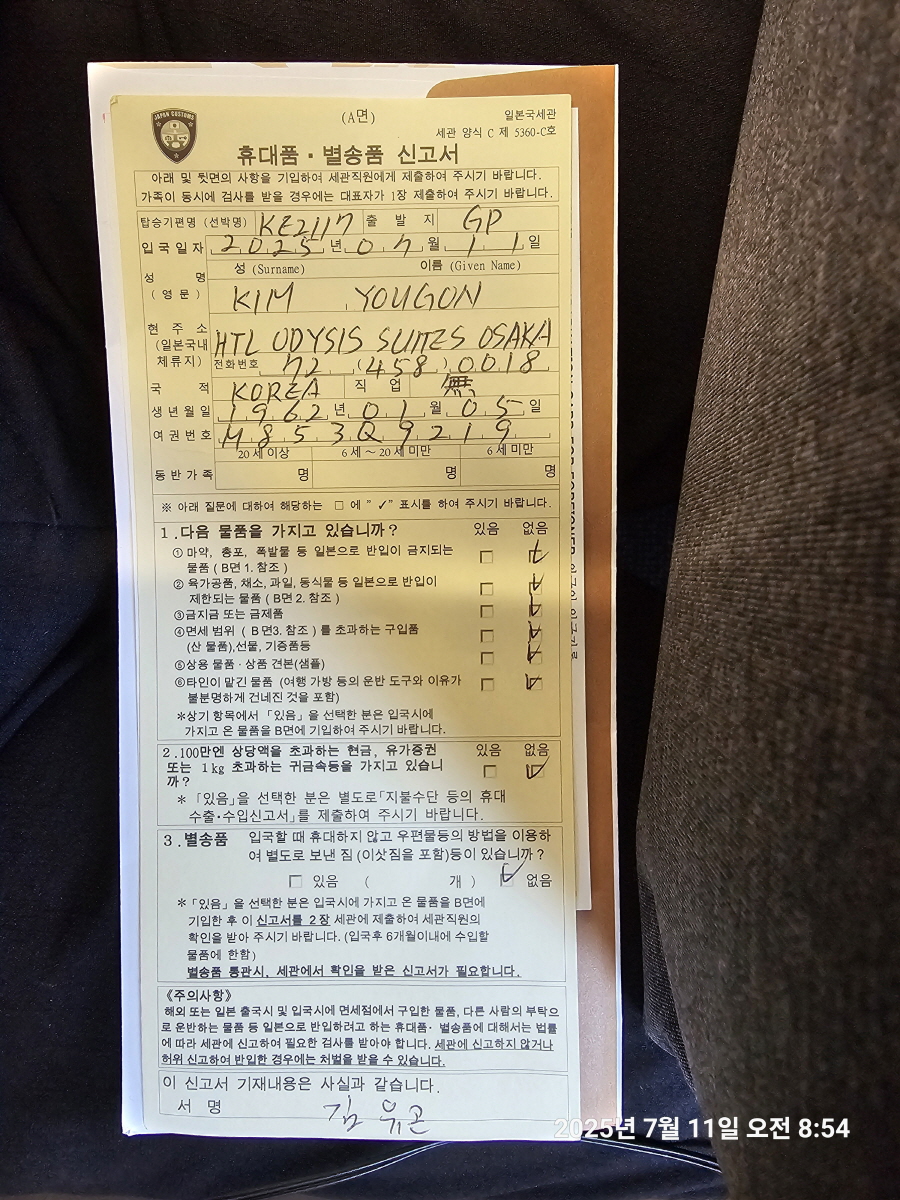 JAPAN CUSTOMS
(A면)
일본국세관
세관 양식 C 제 5360-C호
휴대품·별송품 신고서
아래 및 뒷면의 사항을 기입하여 세관직원에게 제출하여 주시기 바랍니다.
가족이 동시에 검사를 받을 경우에는 대표자가 1장 제출하여 주시기 바랍니다.
탑승기편명 (선박명) KE2117 출 발 지 GP
입국일자 2025 년 07 월 11 일
성 명 (영문) 성 (Surname) 이름 (Given Name)
KIM YOUGON
현 주 소 (일본국내 체류지) HTL ODYSIS SUITES OSAKA
전화번호 72 (458) 0018
국 적 KOREA 직 업 無
생년월일 1962 년 01 월 05 일
여권번호 M853Q9219
20세이상 6세~20세미만 6세미만
동반가족 명 명 명
※ 아래 질문에 대하여 해당하는 □ 에 "✓" 표시를 하여 주시기 바랍니다.
1.다음 물품을 가지고 있습니까? 있음 없음
① 마약, 총포, 폭발물 등 일본으로 반입이 금지되는
물품 (B면 1. 참조)
② 육가공품, 채소, 과일, 동식물 등 일본으로 반입이
제한되는 물품 (B면 2. 참조)
③금지금 또는 금제품
④면세 범위 (B면3. 참조)를 초과하는 구입품
(산 물품),선물, 기증품등
⑤상용 물품·상품 견본(샘플)
⑥타인이 맡긴 물품 (여행 가방 등의 운반 도구와 이유가
불분명하게 건네진 것을 포함)
*상기 항목에서 「있음」을 선택한 분은 입국시에
가지고 온 물품을 B면에 기입하여 주시기 바랍니다.
2.100만엔 상당액을 초과하는 현금, 유가증권 있음 없음
또는 1kg 초과하는 귀금속등을 가지고 있습니
까?
* 「있음」을 선택한 분은 별도로「지불수단 등의 휴대
수출·수입신고서」를 제출하여 주시기 바랍니다.
3.별송품 입국할 때 휴대하지 않고 우편물등의 방법을 이용하
여 별도로 보낸 짐 (이삿짐을 포함)등이 있습니까?
□ 있음 ( 개) 없음
*「있음」을 선택한 분은 입국시에 가지고 온 물품을 B면에
기입한 후 이 신고서를 2장 세관에 제출하여 세관직원의
확인을 받아 주시기 바랍니다. (입국후 6개월이내에 수입할
물품에 한함)
별송품 통관시, 세관에서 확인을 받은 신고서가 필요합니다.
《주의사항》
해외 또는 일본 출국시 및 입국시에 면세점에서 구입한 물품, 다른 사람의 부탁으
로 운반하는 물품 등 일본으로 반입하려고 하는 휴대품· 별송품에 대해서는 법률
에 따라 세관에 신고하여 필요한 검사를 받아야 합니다. 세관에 신고하지 않거나
허위 신고하여 반입한 경우에는 처벌을 받을 수 있습니다.
이 신고서 기재내용은 사실과 같습니다.
서 명 김유곤
2025년 7월 11일 오전 8:54